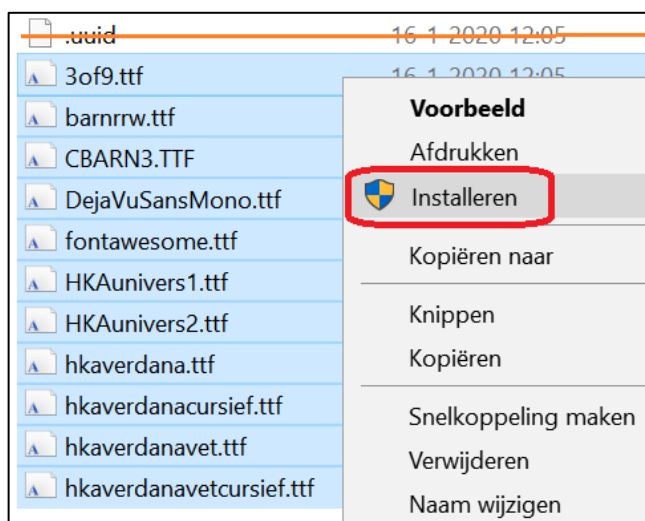 .uuid 16-1-2020 12:05
3of9.ttf 16-1-2020 12:05
barnrrw.ttf
CBARN3.TTF
DejaVuSansMono.ttf
fontawesome.ttf
HKAunivers1.ttf
HKAunivers2.ttf
hkaverdana.ttf
hkaverdanacursief.ttf
hkaverdanavet.ttf
hkaverdanavetcursief.ttf
Voorbeeld
Afdrukken
Installeren
Kopiëren naar
Knippen
Kopiëren
Snelkoppeling maken
Verwijderen
Naam wijzigen